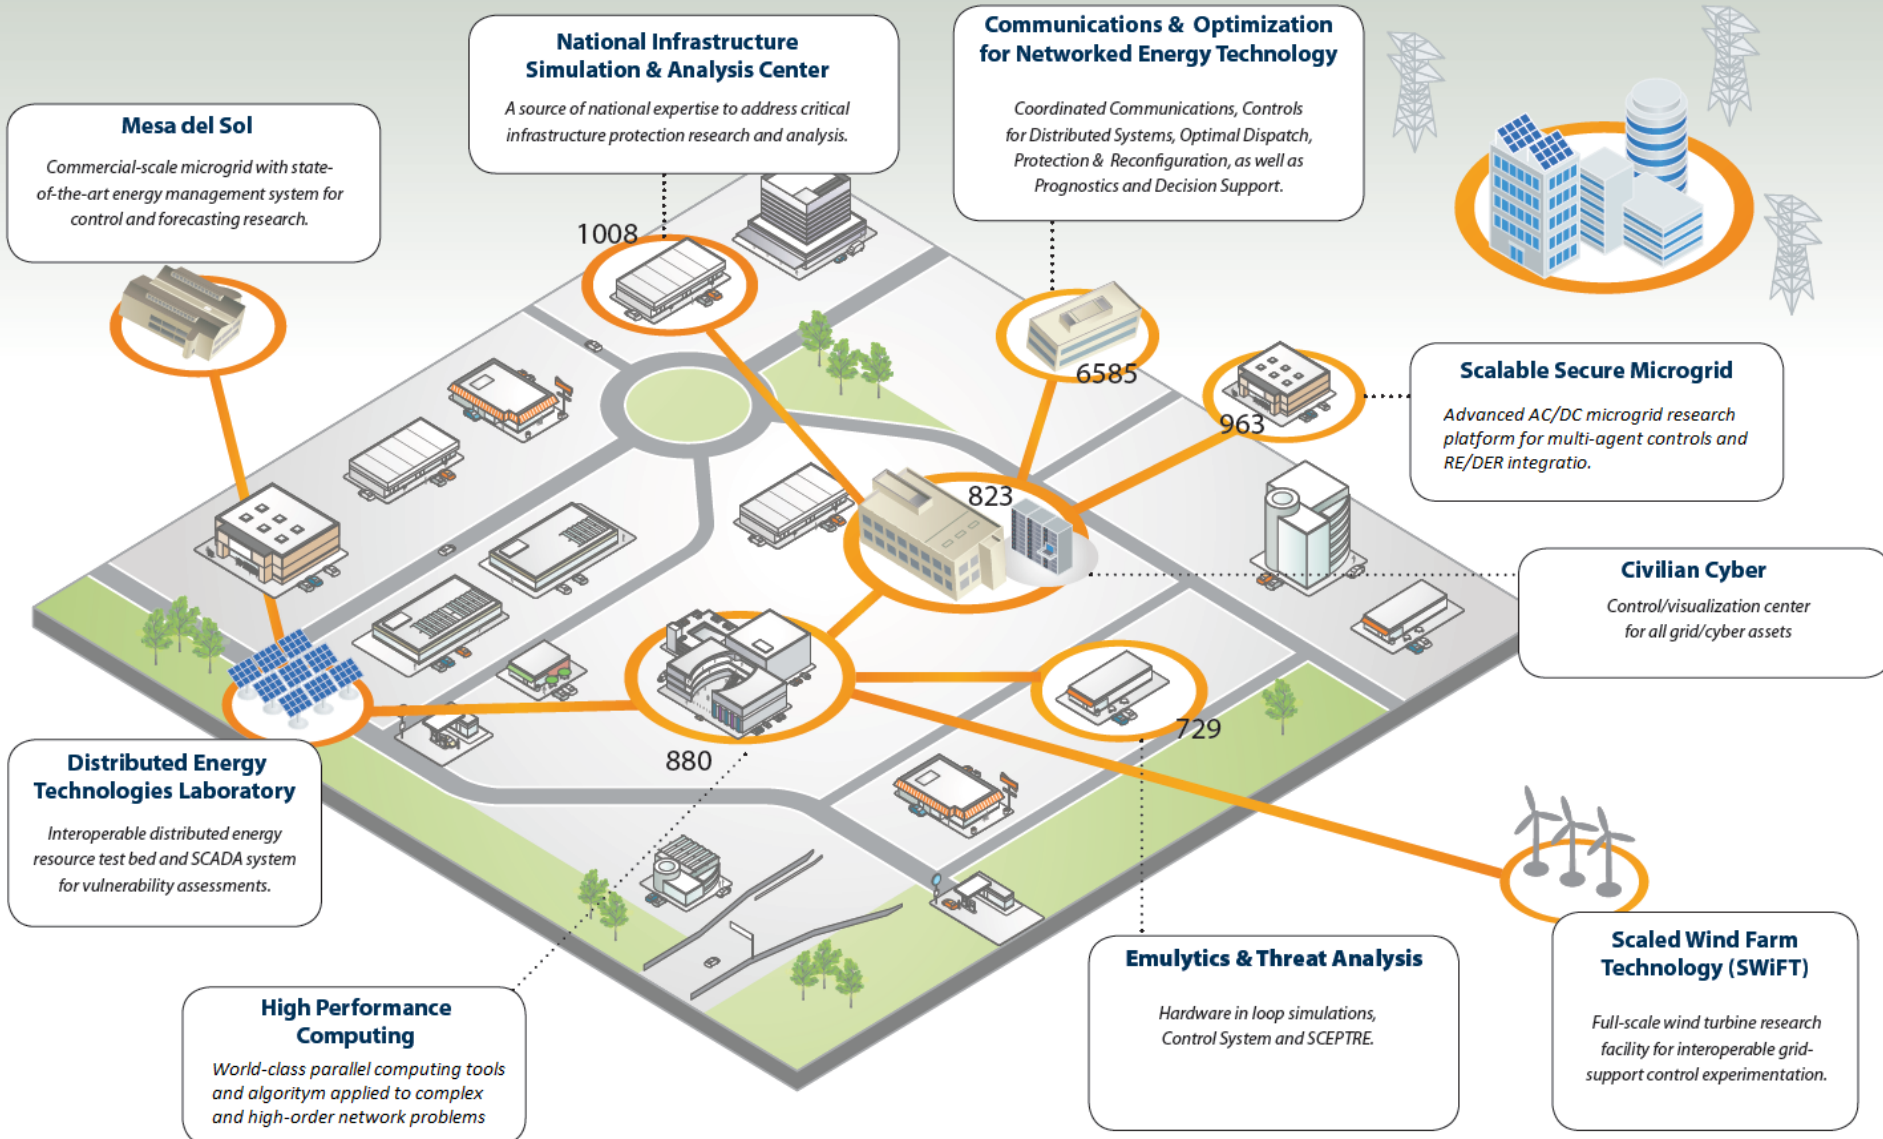 National Infrastructure
Simulation & Analysis Center
A source of national expertise to address critical
infrastructure protection research and analysis.
Communications & Optimization
for Networked Energy Technology
Coordinated Communications, Controls
for Distributed Systems, Optimal Dispatch,
Protection & Reconfiguration, as well as
Prognostics and Decision Support.
Mesa del Sol
Commercial-scale microgrid with state-
of-the-art energy management system for
control and forecasting research.
1008
6585
963
Scalable Secure Microgrid
Advanced AC/DC microgrid research
platform for multi-agent controls and
RE/DER integratio.
823
Civilian Cyber
Control/visualization center
for all grid/cyber assets
729
880
Distributed Energy
Technologies Laboratory
Interoperable distributed energy
resource test bed and SCADA system
for vulnerability assessments.
High Performance
Computing
World-class parallel computing tools
and algoritym applied to complex
and high-order network problems
Emulytics & Threat Analysis
Hardware in loop simulations,
Control System and SCEPTRE.
Scaled Wind Farm
Technology (SWiFT)
Full-scale wind turbine research
facility for interoperable grid-
support control experimentation.